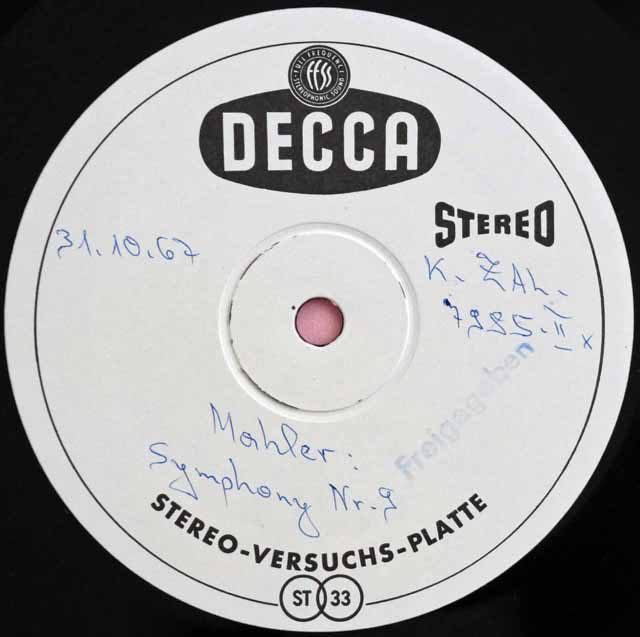 FULL FREQUENCY
ffss
STEREOPHONIC SOUND
DECCA
STEREO
31.10.67
K. ZAL.
Mahler:
Symphony Nr. 9
Freigegeben
STEREO-VERSUCHS-PLATTE
ST 33